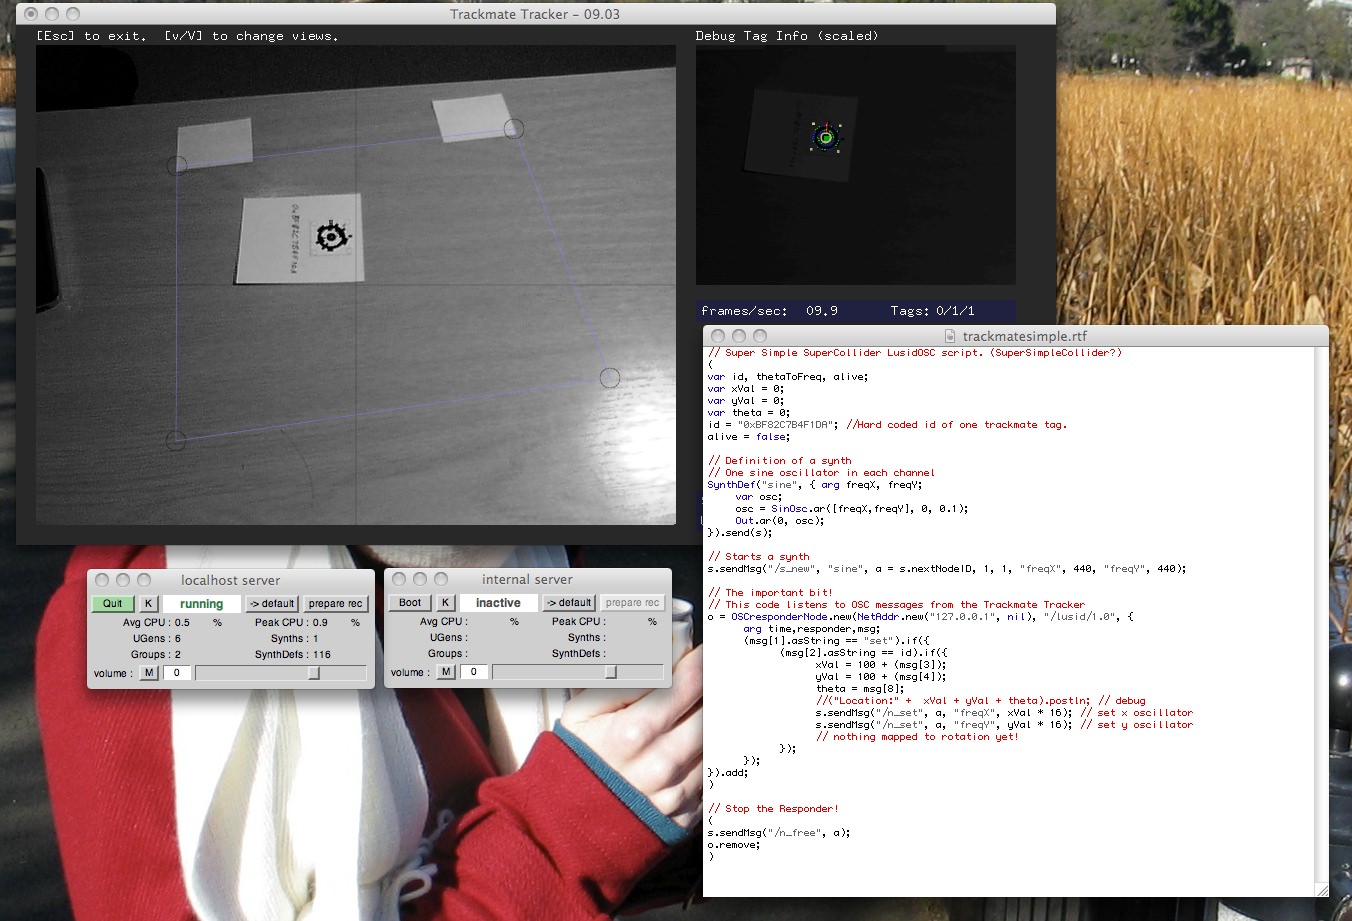 Trackmate Tracker - 09.03
[Esc] to exit.  [v/V] to change views.
Debug Tag Info (scaled)
frames/sec:  09.9  Tags: 0/1/1
trackmatesimple.rtf
// Super Simple SuperCollider LusidOSC script. (SuperSimpleCollider?)
(
var id, thetaToFreq, alive;
var xVal = 0;
var yVal = 0;
var theta = 0;
id = "0xBF82C7B4F1DA"; //Hard coded id of one trackmate tag.
alive = false;
// Definition of a synth
// One sine oscillator in each channel
SynthDef("sine", { arg freqX, freqY;
var osc;
osc = SinOsc.ar([freqX,freqY], 0, 0.1);
Out.ar(0, osc);
}).send(s);
// Starts a synth
s.sendMsg("/s_new", "sine", a = s.nextNodeID, 1, 1, "freqX", 440, "freqY", 440);
// The important bit!
// This code listens to OSC messages from the Trackmate Tracker
o = OSCresponderNode.new(NetAddr.new("127.0.0.1", nil), "/lusid/1.0", {
arg time,responder,msg;
(msg[1].asString == "set").if({
(msg[2].asString == id).if({
xVal = 100 + (msg[3]);
yVal = 100 + (msg[4]);
theta = msg[8];
//("Location:" +  xVal + yVal + theta).postln; // debug
s.sendMsg("/n_set", a, "freqX", xVal * 16); // set x oscillator
s.sendMsg("/n_set", a, "freqY", yVal * 16); // set y oscillator
// nothing mapped to rotation yet!
});
});
}).add;
)
// Stop the Responder!
(
s.sendMsg("/n_free", a);
o.remove;
)
localhost server
Quit K running -> default prepare rec
Avg CPU : 0.5 % Peak CPU : 0.9 %
UGens : 6 Synths : 1
Groups : 2 SynthDefs : 116
volume : M 0
internal server
Boot K inactive -> default prepare rec
Avg CPU : % Peak CPU : %
UGens : Synths :
Groups : SynthDefs :
volume : M 0